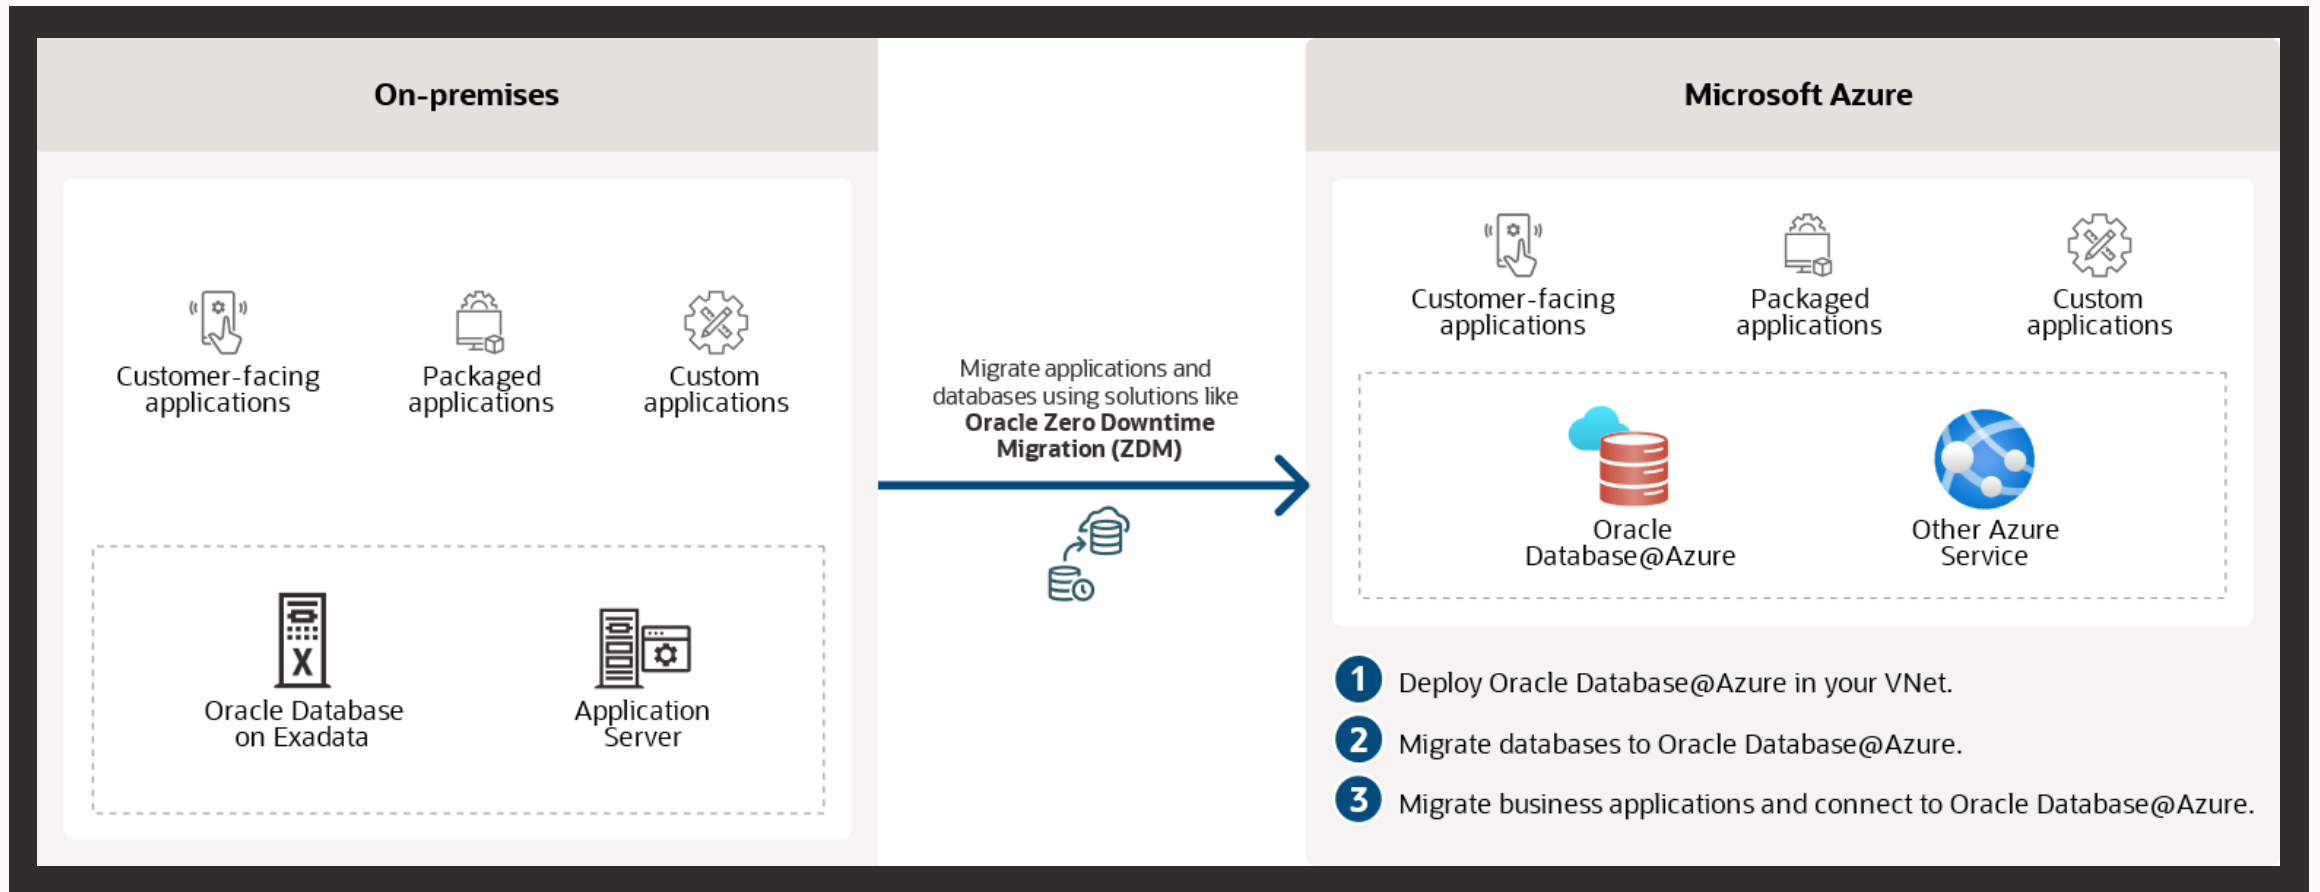 On-premises
Customer-facing
applications
Packaged
applications
Custom
applications
X
Oracle Database
on Exadata
Application
Server
Migrate applications and
databases using solutions like
Oracle Zero Downtime
Migration (ZDM)
Microsoft Azure
Customer-facing
applications
Packaged
applications
Custom
applications
Oracle
Database@Azure
Other Azure
Service
1 Deploy Oracle Database@Azure in your VNet.
2 Migrate databases to Oracle Database@Azure.
3 Migrate business applications and connect to Oracle Database@Azure.